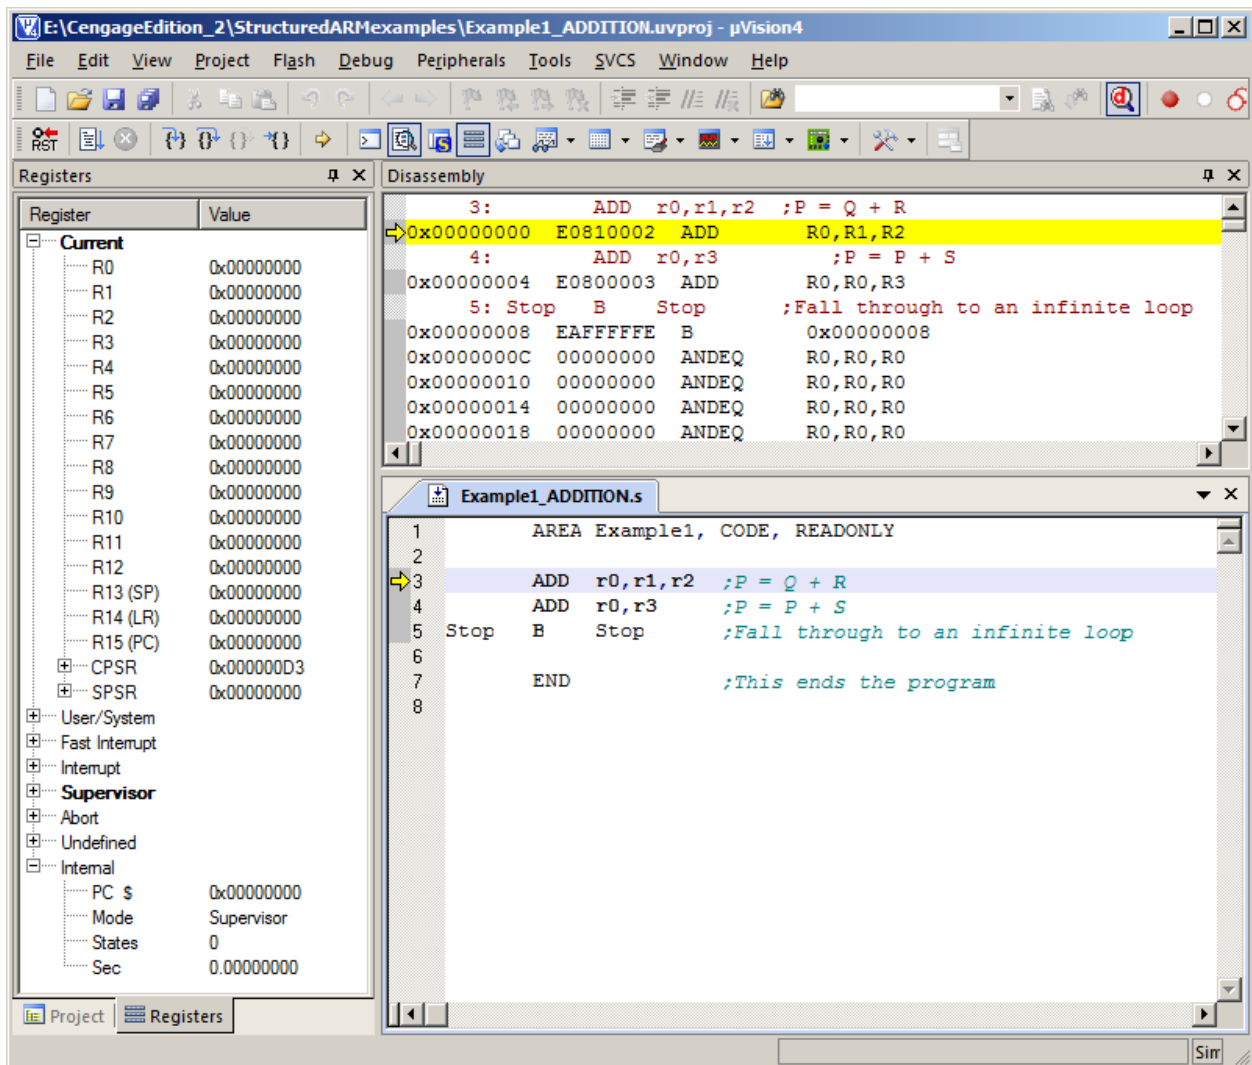 E:\CengageEdition_2\StructuredARMexamples\Example1_ADDITION.uvproj - µVision4
File Edit View Project Flash Debug Peripherals Tools SVCS Window Help
RST
Registers
Register Value
Current
R0 0x00000000
R1 0x00000000
R2 0x00000000
R3 0x00000000
R4 0x00000000
R5 0x00000000
R6 0x00000000
R7 0x00000000
R8 0x00000000
R9 0x00000000
R10 0x00000000
R11 0x00000000
R12 0x00000000
R13 (SP) 0x00000000
R14 (LR) 0x00000000
R15 (PC) 0x00000000
CPSR 0x000000D3
SPSR 0x00000000
User/System
Fast Interrupt
Interrupt
Supervisor
Abort
Undefined
Internal
PC $ 0x00000000
Mode Supervisor
States 0
Sec 0.00000000
Project Registers
Disassembly
3: ADD r0,r1,r2 ;P = Q + R
0x00000000 E0810002 ADD R0,R1,R2
4: ADD r0,r3 ;P = P + S
0x00000004 E0800003 ADD R0,R0,R3
5: Stop B Stop ;Fall through to an infinite loop
0x00000008 EAFFFFFE B 0x00000008
0x0000000C 00000000 ANDEQ R0,R0,R0
0x00000010 00000000 ANDEQ R0,R0,R0
0x00000014 00000000 ANDEQ R0,R0,R0
0x00000018 00000000 ANDEQ R0,R0,R0
Example1_ADDITION.s
1 AREA Example1, CODE, READONLY
2
3 ADD r0,r1,r2 ;P = Q + R
4 ADD r0,r3 ;P = P + S
5 Stop B Stop ;Fall through to an infinite loop
6
7 END ;This ends the program
8